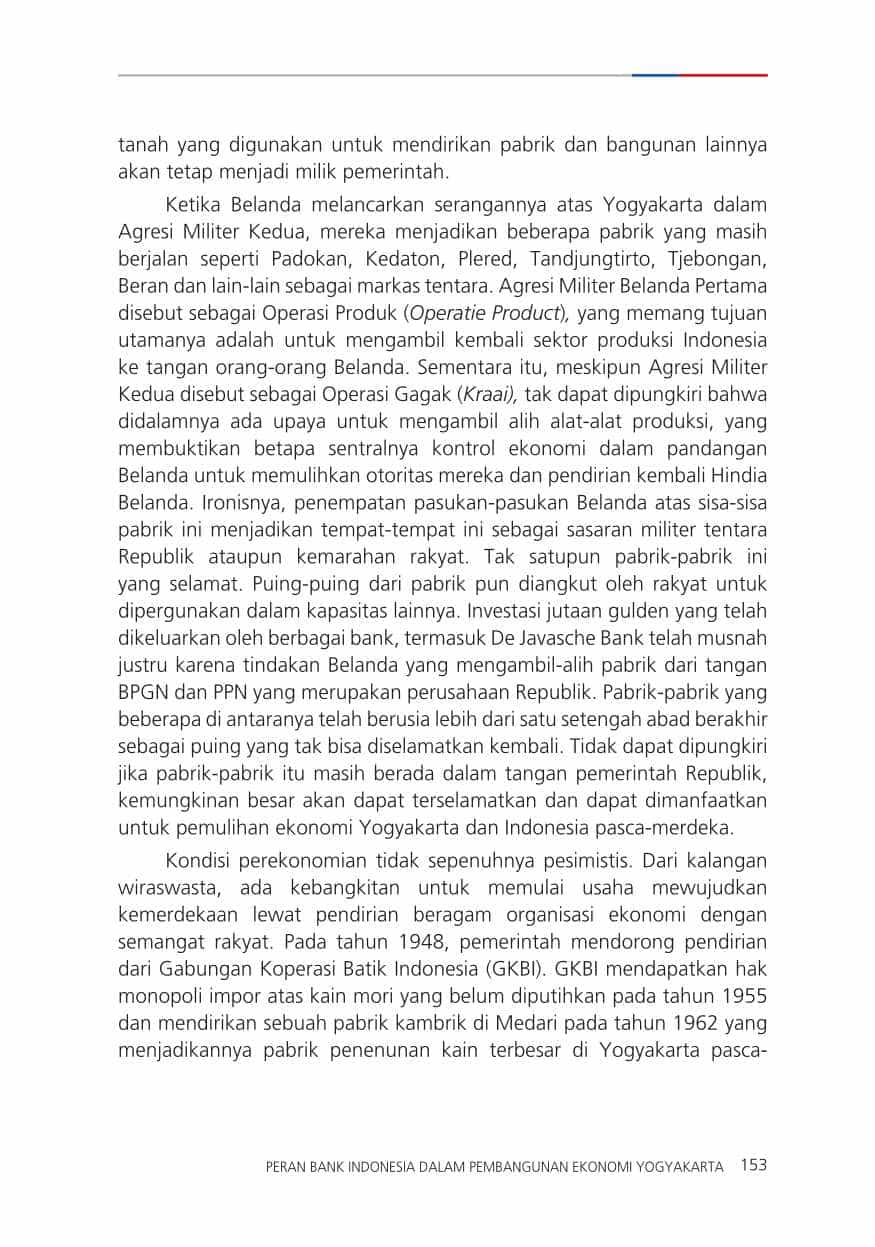 tanah yang digunakan untuk mendirikan pabrik dan bangunan lainnya
akan tetap menjadi milik pemerintah.
Ketika Belanda melancarkan serangannya atas Yogyakarta dalam
Agresi Militer Kedua, mereka menjadikan beberapa pabrik yang masih
berjalan seperti Padokan, Kedaton, Plered, Tandjungtirto, Tjebongan,
Beran dan lain-lain sebagai markas tentara. Agresi Militer Belanda Pertama
disebut sebagai Operasi Produk (Operatie Product), yang memang tujuan
utamanya adalah untuk mengambil kembali sektor produksi Indonesia
ke tangan orang-orang Belanda. Sementara itu, meskipun Agresi Militer
Kedua disebut sebagai Operasi Gagak (Kraai), tak dapat dipungkiri bahwa
didalamnya ada upaya untuk mengambil alih alat-alat produksi, yang
membuktikan betapa sentralnya kontrol ekonomi dalam pandangan
Belanda untuk memulihkan otoritas mereka dan pendirian kembali Hindia
Belanda. Ironisnya, penempatan pasukan-pasukan Belanda atas sisa-sisa
pabrik ini menjadikan tempat-tempat ini sebagai sasaran militer tentara
Republik ataupun kemarahan rakyat. Tak satupun pabrik-pabrik ini
yang selamat. Puing-puing dari pabrik pun diangkut oleh rakyat untuk
dipergunakan dalam kapasitas lainnya. Investasi jutaan gulden yang telah
dikeluarkan oleh berbagai bank, termasuk De Javasche Bank telah musnah
justru karena tindakan Belanda yang mengambil-alih pabrik dari tangan
BPGN dan PPN yang merupakan perusahaan Republik. Pabrik-pabrik yang
beberapa di antaranya telah berusia lebih dari satu setengah abad berakhir
sebagai puing yang tak bisa diselamatkan kembali. Tidak dapat dipungkiri
jika pabrik-pabrik itu masih berada dalam tangan pemerintah Republik,
kemungkinan besar akan dapat terselamatkan dan dapat dimanfaatkan
untuk pemulihan ekonomi Yogyakarta dan Indonesia pasca-merdeka.
Kondisi perekonomian tidak sepenuhnya pesimistis. Dari kalangan
wiraswasta, ada kebangkitan untuk memulai usaha mewujudkan
kemerdekaan lewat pendirian beragam organisasi ekonomi dengan
semangat rakyat. Pada tahun 1948, pemerintah mendorong pendirian
dari Gabungan Koperasi Batik Indonesia (GKBI). GKBI mendapatkan hak
monopoli impor atas kain mori yang belum diputihkan pada tahun 1955
dan mendirikan sebuah pabrik kambrik di Medari pada tahun 1962 yang
menjadikannya pabrik penenunan kain terbesar di Yogyakarta pasca-
PERAN BANK INDONESIA DALAM PEMBANGUNAN EKONOMI YOGYAKARTA 153